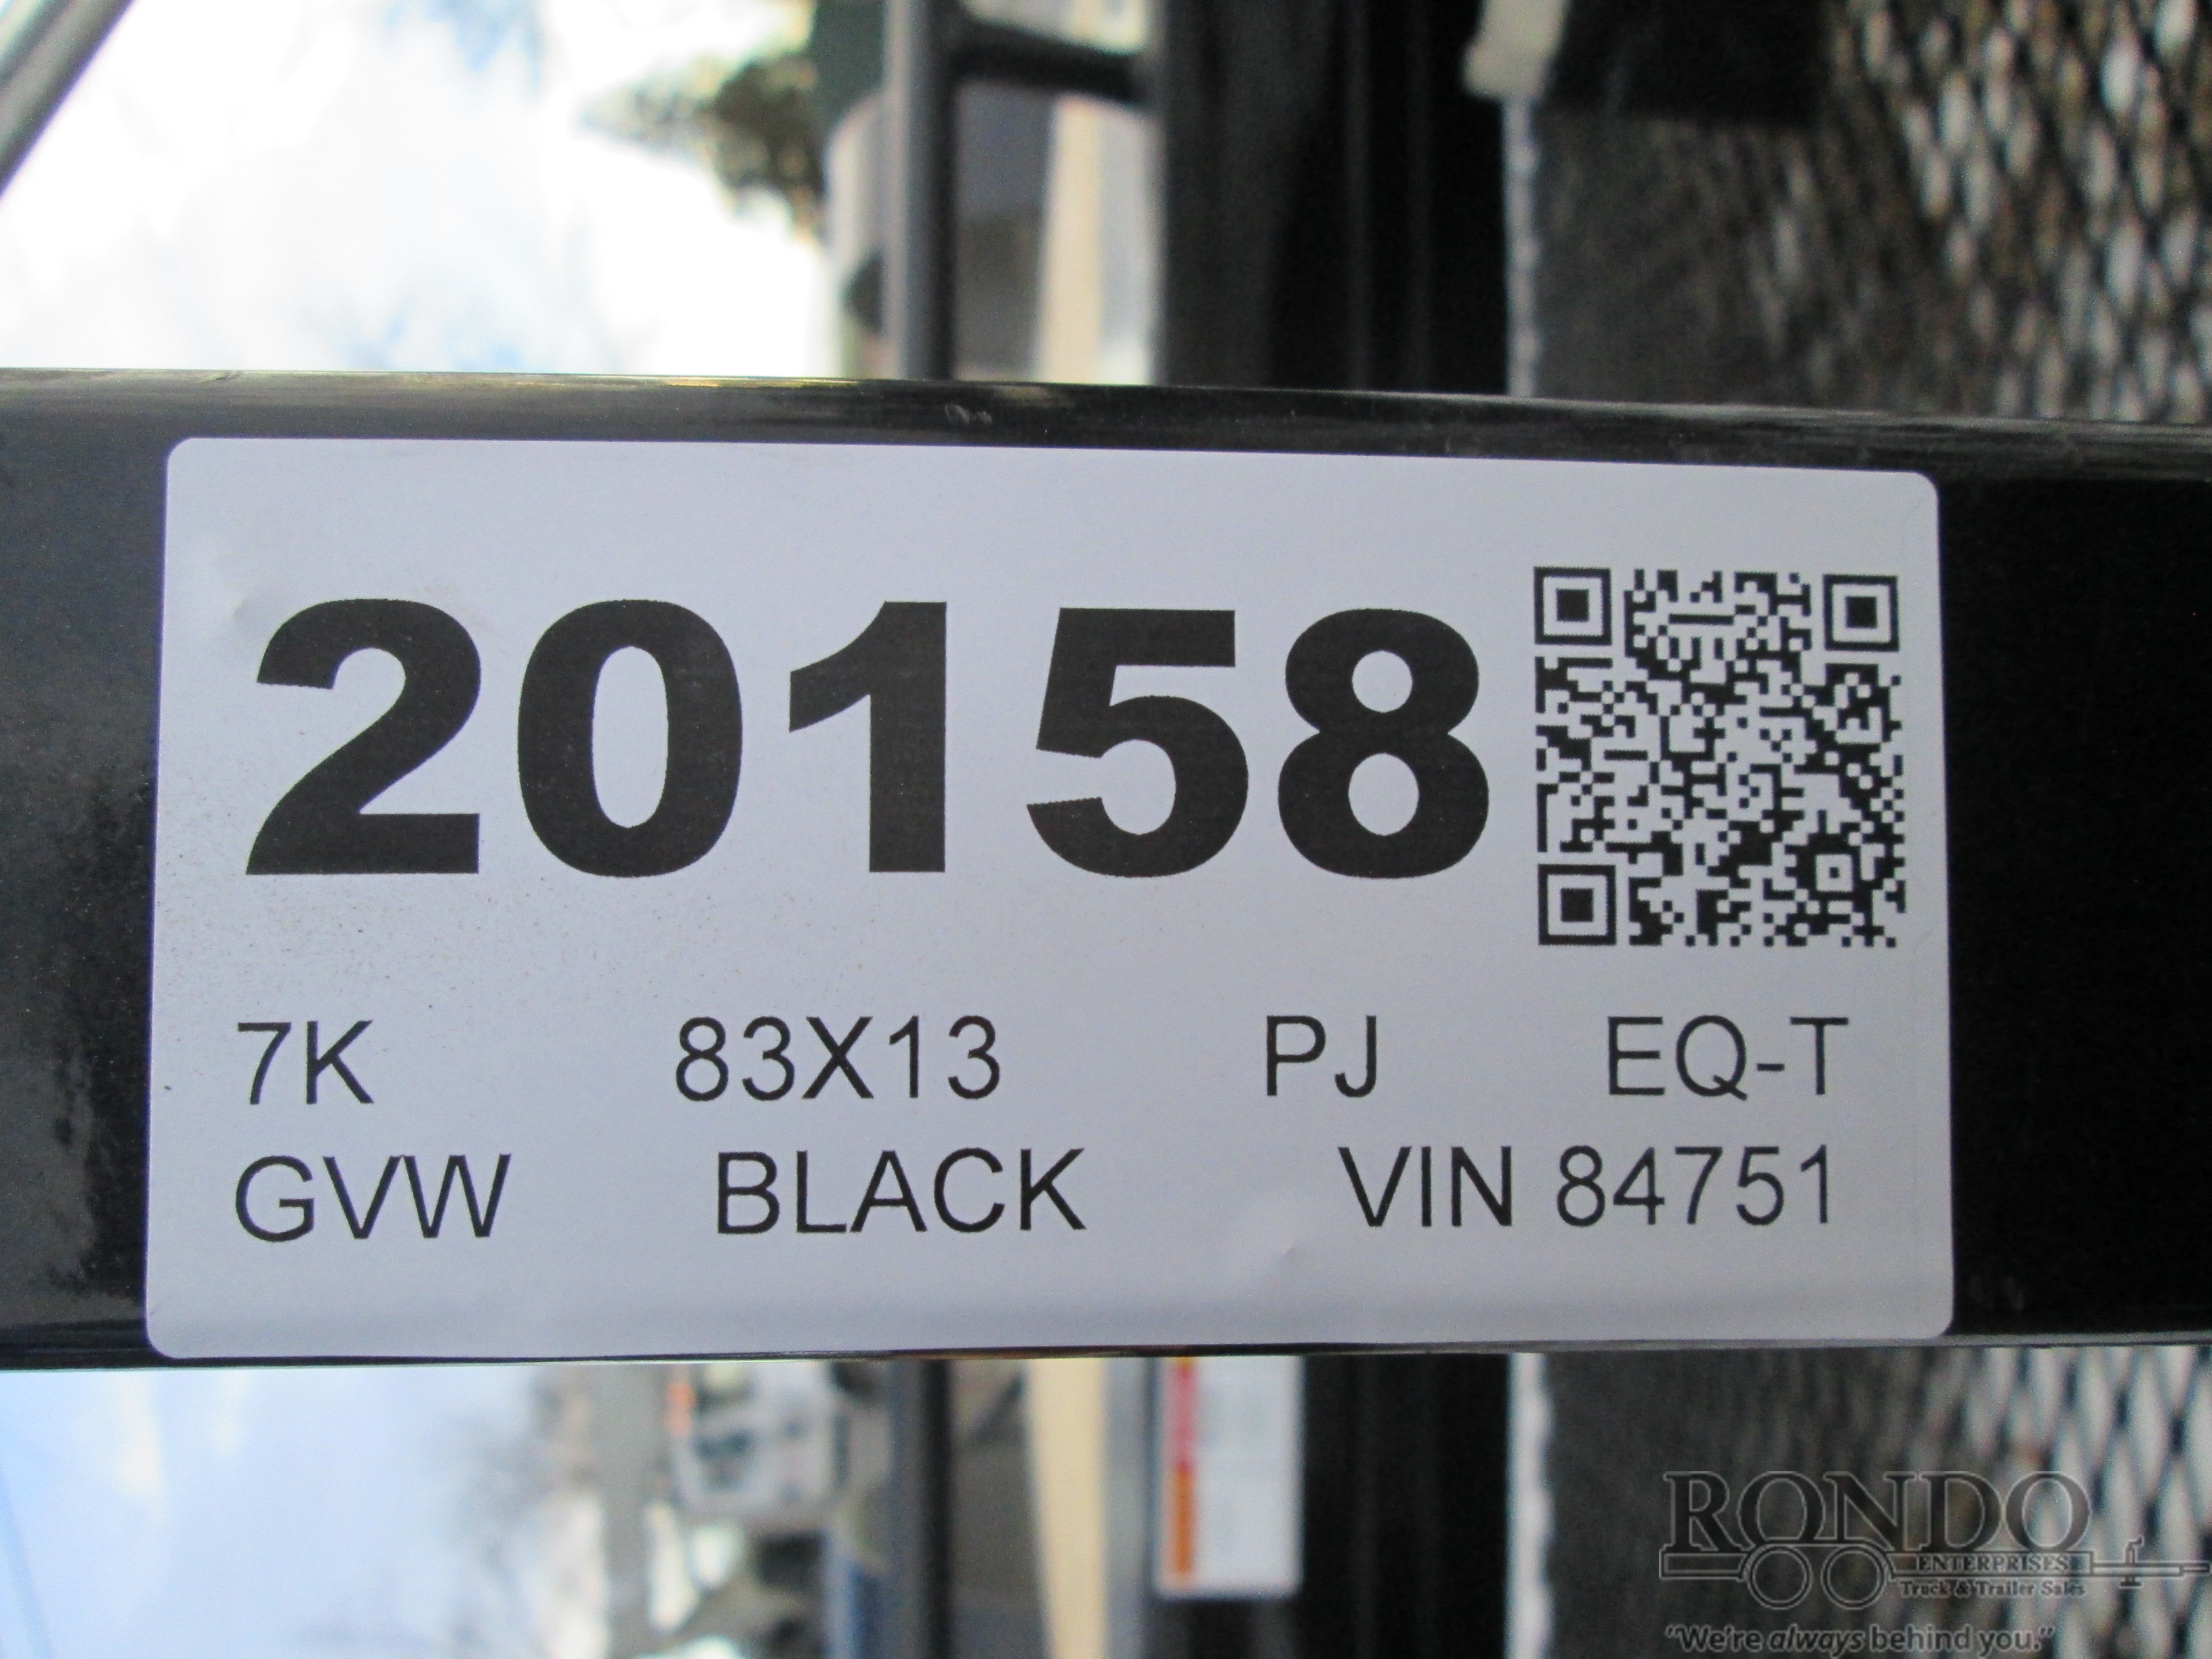 20158
7K 83X13 PJ EQ-T
GVW BLACK VIN 84751
RONDO
ENTERPRISES
Truck & Trailer Sales
"We're always behind you."